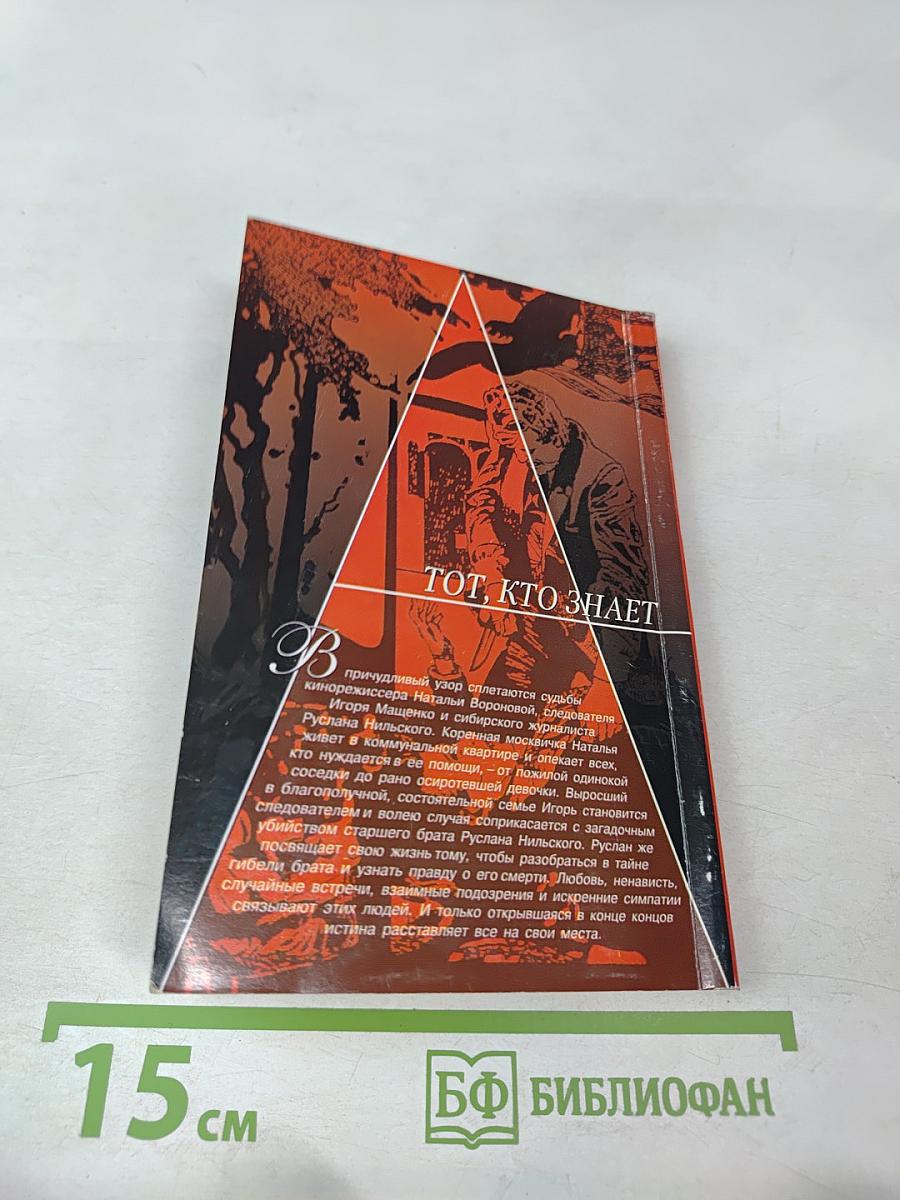 ТОТ, КТО ЗНАЕТ
В причудливый узор сплетаются судьбы
кинорежиссера Натальи Вороновой, следователя
Игоря Мащенко и сибирского журналиста
Руслана Нильского. Коренная москвичка Наталья
живет в коммунальной квартире и опекает всех,
кто нуждается в ее помощи, – от пожилой одинокой
соседки до рано осиротевшей девочки. Выросший
в благополучной, состоятельной семье Игорь становится
следователем и волею случая соприкасается с загадочным
убийством старшего брата Руслана Нильского. Руслан же
посвящает свою жизнь тому, чтобы разобраться в тайне
гибели брата и узнать правду о его смерти. Любовь, ненависть,
случайные встречи, взаимные подозрения и искренние симпатии
связывают этих людей. И только открывшаяся в конце концов
истина расставляет все на свои места.
15 см
БФ БИБЛИОФАН